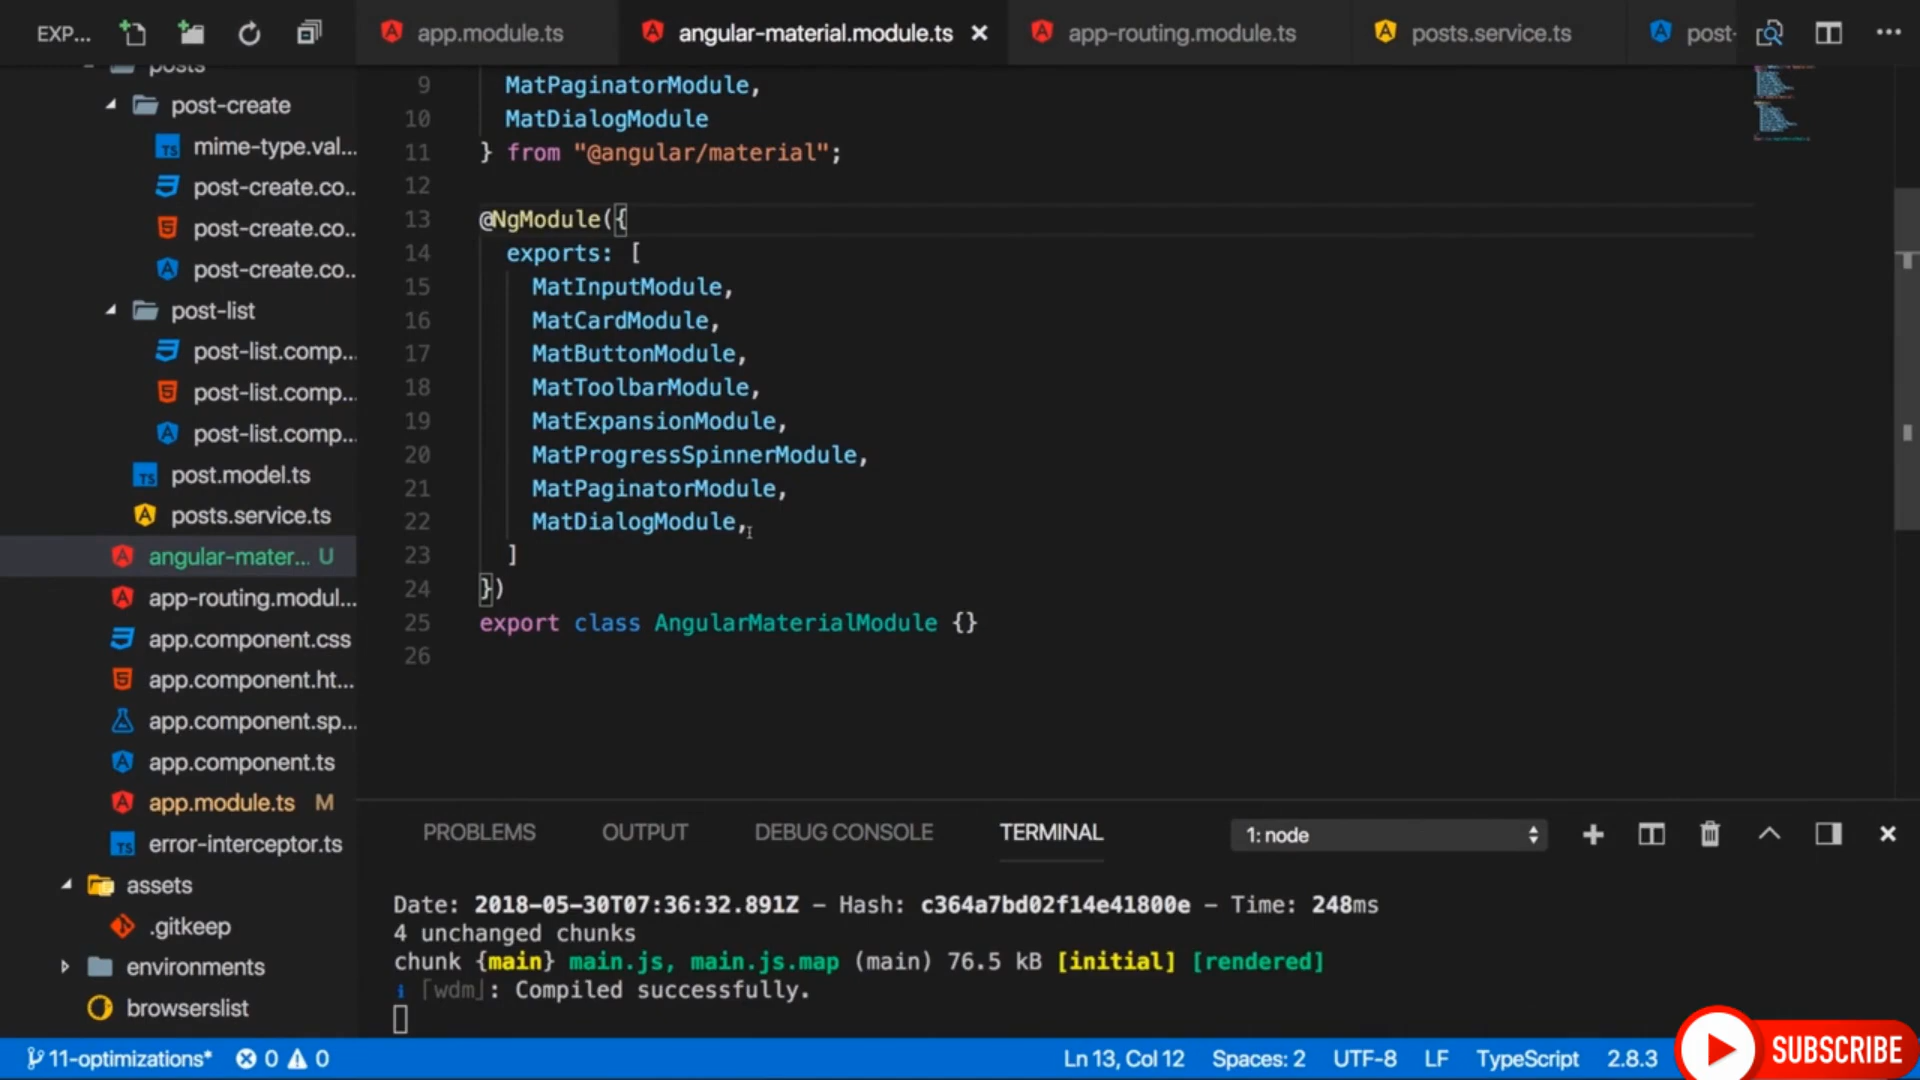 EXP...
app.module.ts
angular-material.module.ts
app-routing.module.ts
posts.service.ts
post-
posts
post-create
mime-type.val...
post-create.co..
post-create.co..
post-create.co..
post-list
post-list.comp...
post-list.comp...
post-list.comp...
post.model.ts
posts.service.ts
angular-mater... U
app-routing.modul...
app.component.css
app.component.ht...
app.component.sp...
app.component.ts
app.module.ts M
error-interceptor.ts
assets
.gitkeep
environments
browserslist
9 MatPaginatorModule,
10 MatDialogModule
11 } from "@angular/material";
12
13 @NgModule({
14 exports: [
15 MatInputModule,
16 MatCardModule,
17 MatButtonModule,
18 MatToolbarModule,
19 MatExpansionModule,
20 MatProgressSpinnerModule,
21 MatPaginatorModule,
22 MatDialogModule,
23 ]
24 })
25 export class AngularMaterialModule {}
26
PROBLEMS
OUTPUT
DEBUG CONSOLE
TERMINAL
1: node
Date: 2018-05-30T07:36:32.891Z - Hash: c364a7bd02f14e41800e - Time: 248ms
4 unchanged chunks
chunk {main} main.js, main.js.map (main) 76.5 kB [initial] [rendered]
i ｢wdm｣: Compiled successfully.
11-optimizations* 0 0
Ln 13, Col 12 Spaces: 2 UTF-8 LF TypeScript 2.8.3
SUBSCRIBE